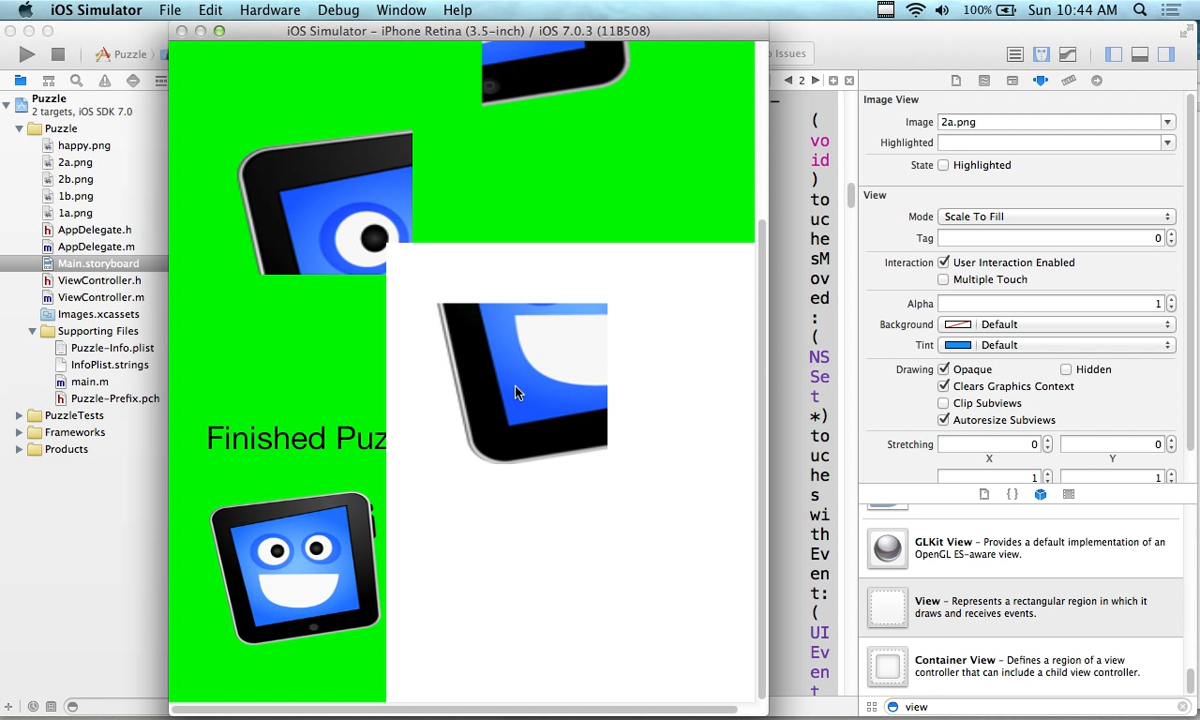 iOS Simulator File Edit Hardware Debug Window Help 100% Sun 10:44 AM
iOS Simulator – iPhone Retina (3.5-inch) / iOS 7.0.3 (11B508)
Puzzle
Issues
2
Puzzle
2 targets, iOS SDK 7.0
Puzzle
happy.png
2a.png
2b.png
1b.png
1a.png
AppDelegate.h
AppDelegate.m
Main.storyboard
ViewController.h
ViewController.m
Images.xcassets
Supporting Files
Puzzle-Info.plist
InfoPlist.strings
main.m
Puzzle-Prefix.pch
PuzzleTests
Frameworks
Products
Finished Puz
(
vo
id
)
to
uc
he
sM
ov
ed
:
(
NS
Se
t
*)
to
uc
he
s
wi
th
Ev
en
t:
(
UI
Ev
en
t
Image View
Image 2a.png
Highlighted
State Highlighted
View
Mode Scale To Fill
Tag 0
Interaction User Interaction Enabled
Multiple Touch
Alpha 1
Background Default
Tint Default
Drawing Opaque Hidden
Clears Graphics Context
Clip Subviews
Autoresize Subviews
Stretching 0 0
X Y
1 1
GLKit View – Provides a default implementation of an
OpenGL ES-aware view.
View – Represents a rectangular region in which it
draws and receives events.
Container View – Defines a region of a view
controller that can include a child view controller.
view